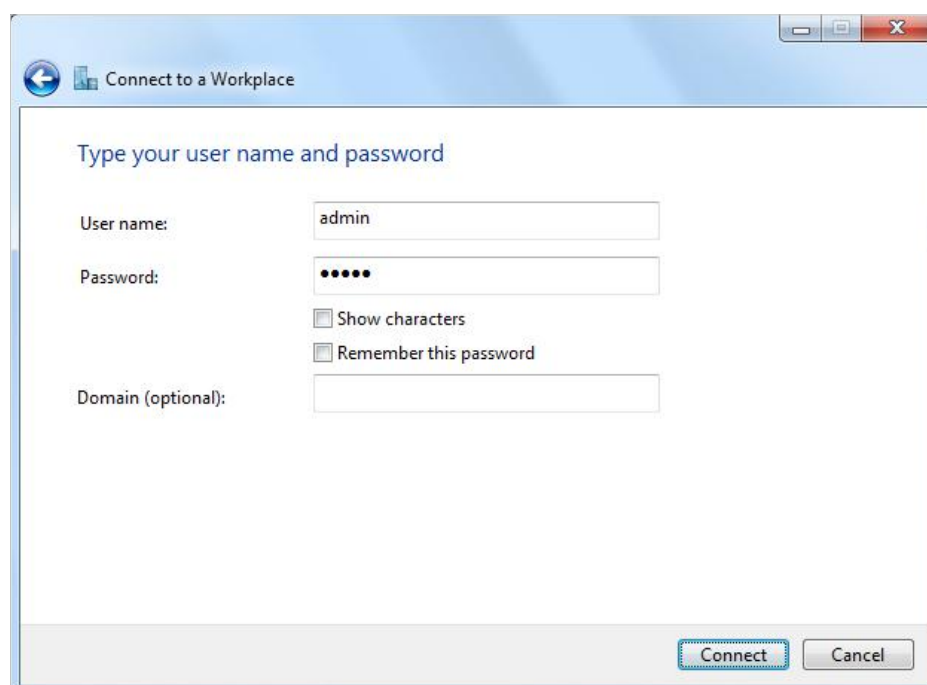 Connect to a Workplace
Type your user name and password
User name:
admin
Password:
•••••
Show characters
Remember this password
Domain (optional):
Connect
Cancel